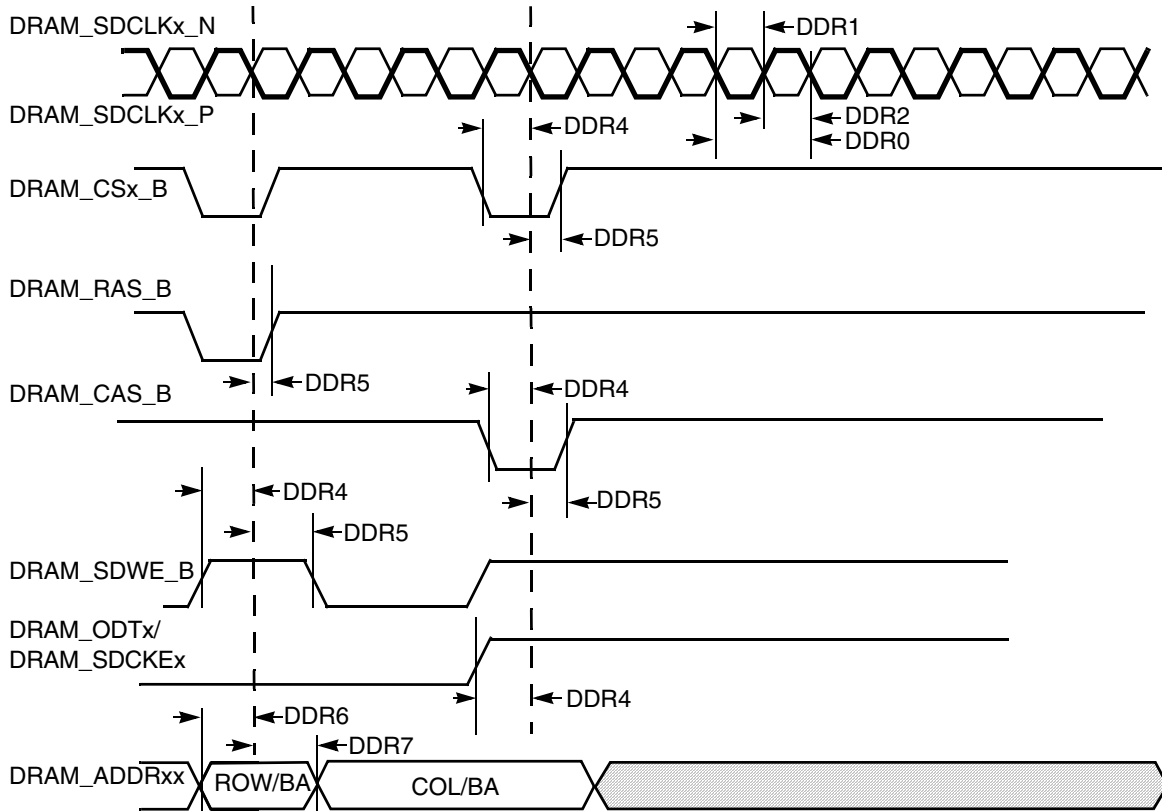 DRAM_SDCLKx_N
DDR1
DRAM_SDCLKx_P
DDR4
DDR2
DDR0
DRAM_CSx_B
DDR5
DRAM_RAS_B
DDR5
DDR4
DRAM_CAS_B
DDR4
DDR5
DDR5
DRAM_SDWE_B
DRAM_ODTx/
DRAM_SDCKEx
DDR4
DDR6
DDR7
DRAM_ADDRxx
ROW/BA
COL/BA